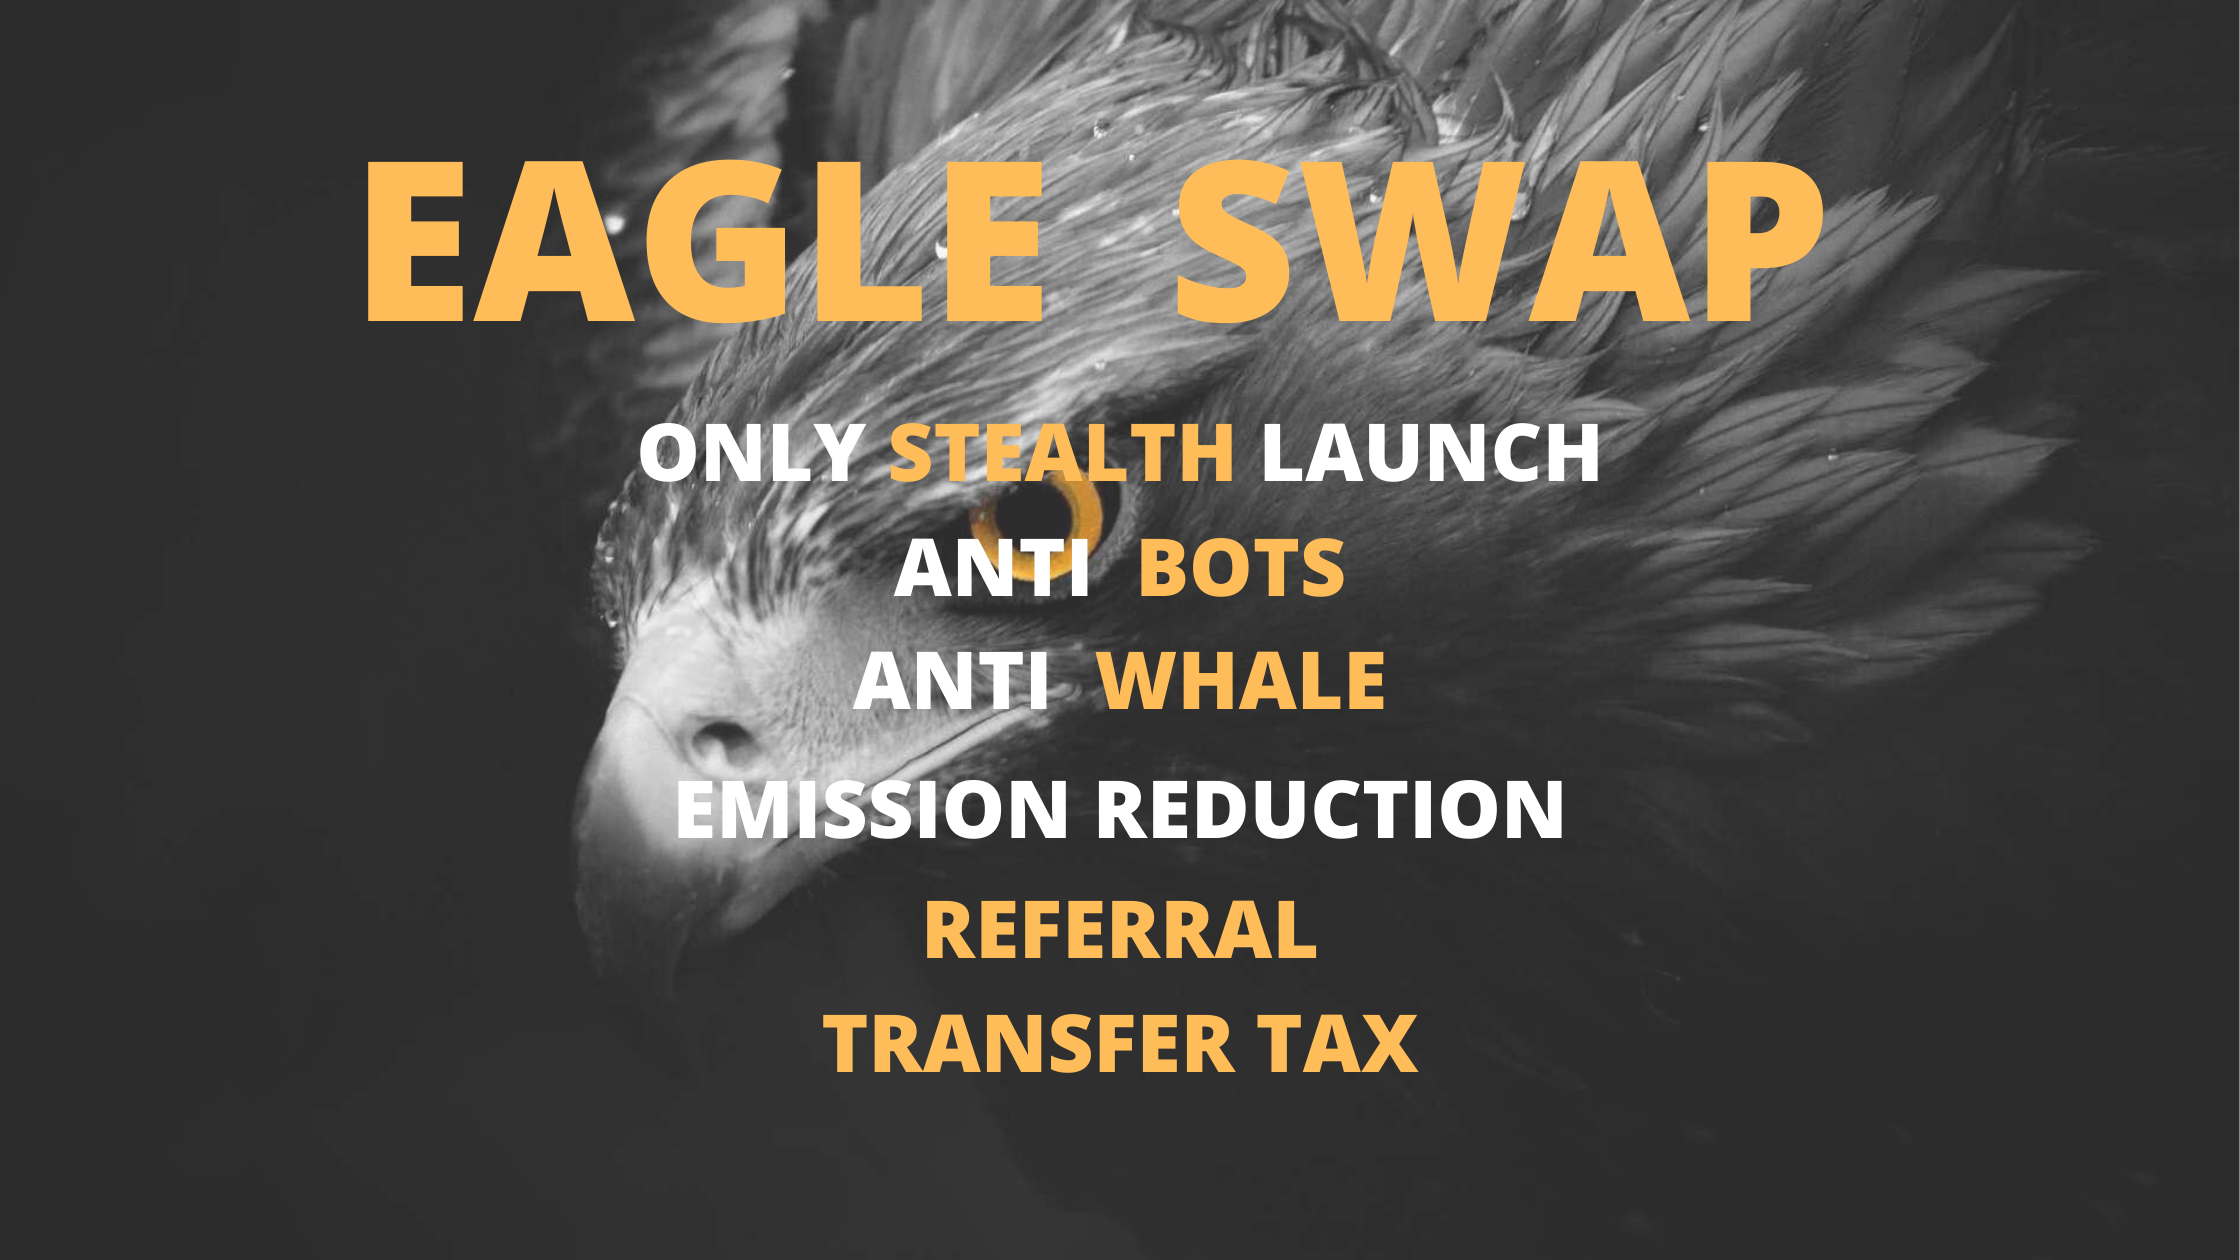 EAGLE SWAP
ONLY STEALTH LAUNCH
ANTI BOTS
ANTI WHALE
EMISSION REDUCTION
REFERRAL
TRANSFER TAX